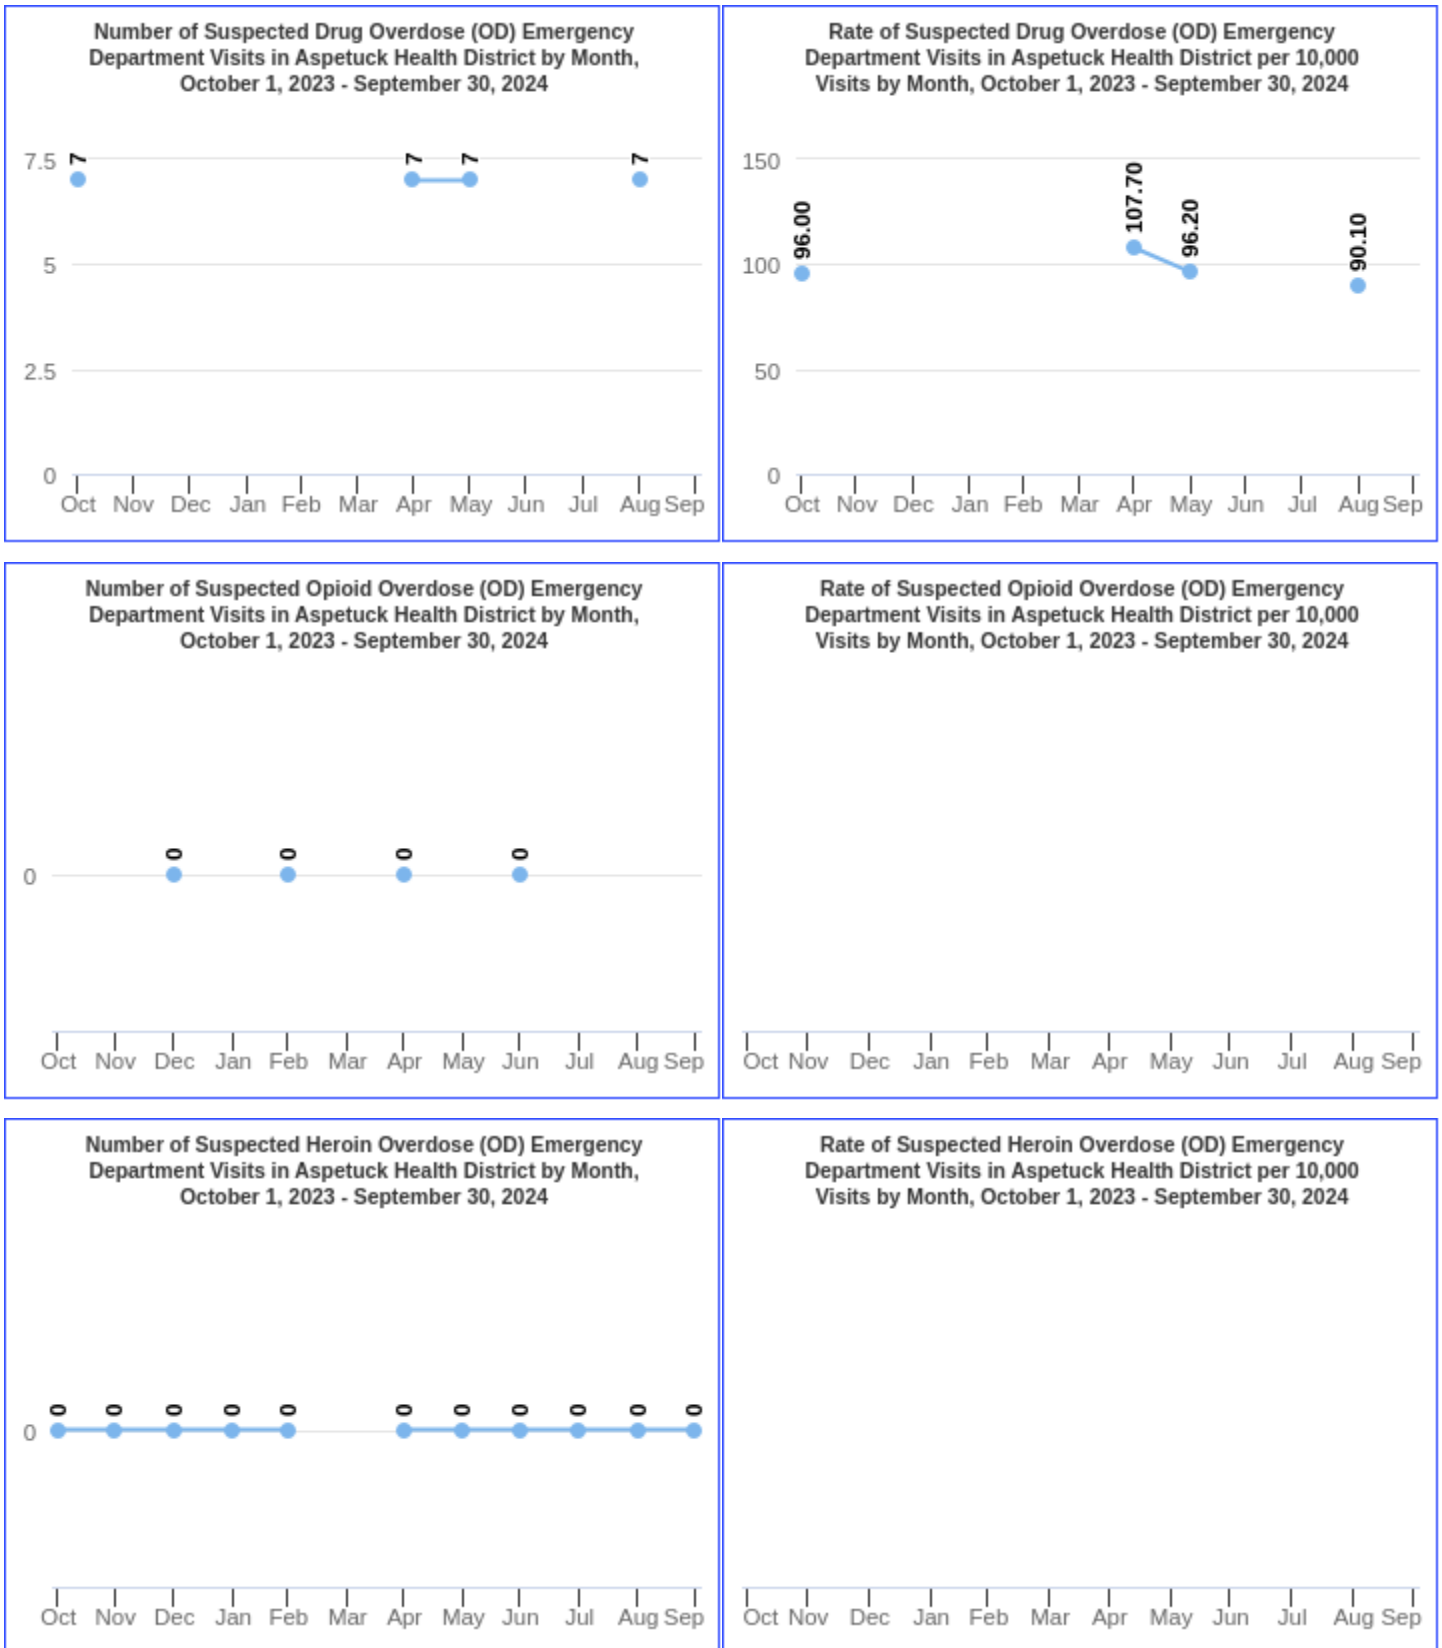 Number of Suspected Drug Overdose (OD) Emergency
Department Visits in Aspetuck Health District by Month,
October 1, 2023 - September 30, 2024
7.5
5
2.5
0
7 7 7 7
Oct Nov Dec Jan Feb Mar Apr May Jun Jul Aug Sep
Rate of Suspected Drug Overdose (OD) Emergency
Department Visits in Aspetuck Health District per 10,000
Visits by Month, October 1, 2023 - September 30, 2024
150
100
50
0
96.00 107.70 96.20 90.10
Oct Nov Dec Jan Feb Mar Apr May Jun Jul Aug Sep
Number of Suspected Opioid Overdose (OD) Emergency
Department Visits in Aspetuck Health District by Month,
October 1, 2023 - September 30, 2024
0 0 0 0
0
Oct Nov Dec Jan Feb Mar Apr May Jun Jul Aug Sep
Rate of Suspected Opioid Overdose (OD) Emergency
Department Visits in Aspetuck Health District per 10,000
Visits by Month, October 1, 2023 - September 30, 2024
Oct Nov Dec Jan Feb Mar Apr May Jun Jul Aug Sep
Number of Suspected Heroin Overdose (OD) Emergency
Department Visits in Aspetuck Health District by Month,
October 1, 2023 - September 30, 2024
0 0 0 0 0 0 0 0 0 0 0
0
Oct Nov Dec Jan Feb Mar Apr May Jun Jul Aug Sep
Rate of Suspected Heroin Overdose (OD) Emergency
Department Visits in Aspetuck Health District per 10,000
Visits by Month, October 1, 2023 - September 30, 2024
Oct Nov Dec Jan Feb Mar Apr May Jun Jul Aug Sep